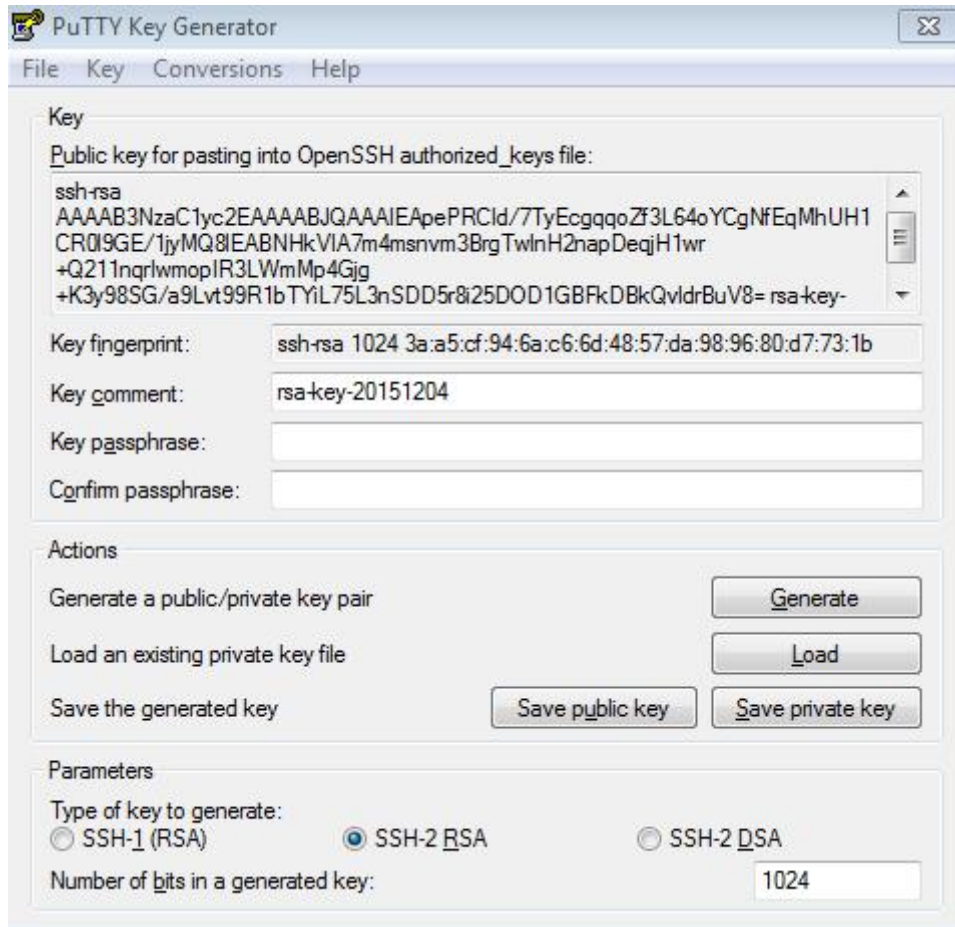 PuTTY Key Generator
File Key Conversions Help
Key
Public key for pasting into OpenSSH authorized_keys file:
ssh-rsa
AAAAB3NzaC1yc2EAAAABJQAAAIEApePRCld/7TyEcgqqoZf3L64oYCgNfEqMhUH1
CR0l9GE/1jyMQ8lEABNHkVlA7m4msnvm3BrgTwlnH2napDeqjH1wr
+Q211nqrlwmoplR3LWmMp4Gjg
+K3y98SG/a9Lvt99R1bTYiL75L3nSDD5r8i25DOD1GBFkDBkQvldrBuV8= rsa-key-
Key fingerprint: ssh-rsa 1024 3a:a5:cf:94:6a:c6:6d:48:57:da:98:96:80:d7:73:1b
Key comment: rsa-key-20151204
Key passphrase:
Confirm passphrase:
Actions
Generate a public/private key pair Generate
Load an existing private key file Load
Save the generated key Save public key Save private key
Parameters
Type of key to generate:
SSH-1 (RSA) SSH-2 RSA SSH-2 DSA
Number of bits in a generated key: 1024